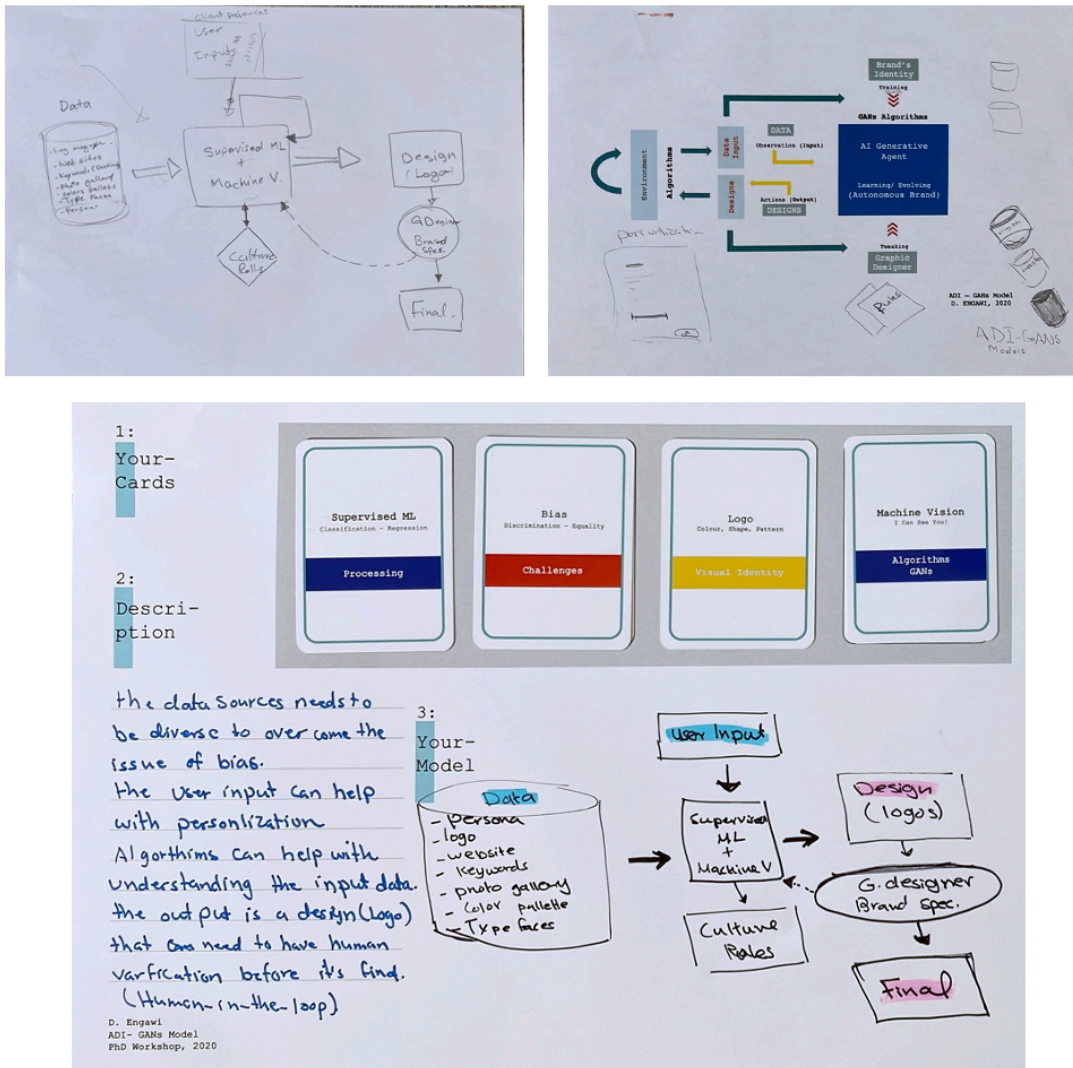 User
Input
Data
- Log
- Web sites
- Keywords
- Photo gallery
- colors pallets
- Type Faces
- Person
Supervised ML
+
Machine V.
Design
(Logo)
GDesign
Brand
Spes.
Culture
Rolls
Final.
Brand's
Identity
Training
GANs Algorithms
AI Generative
Agent
Learning/ Evolving
(Autonomous Brand)
Environment
Algorithms
Data
Input
DATA
Observation (Input)
Designs
Actions (Output)
DESIGNS
Tweaking
Graphic
Designer
Rules
ADI – GANs Model
D. ENGAWI, 2020
ADI-GANs
Models
1:
Your-
Cards
Supervised ML
Classification - Regression
Processing
Bias
Discrimination - Equality
Challenges
Logo
Colour, Shape, Pattern
Visual Identity
Machine Vision
I Can See You!
Algorithms
GANs
2:
Descri-
ption
the data sources needs to
be diverse to over come the
issue of bias.
the user input can help
with personlization
Algorthims can help with
understanding the input data.
the output is a design(Logo)
that need to have human
varfication before it's find.
(Human-in-the-loop)
3:
Your-
Model
Data
- persona
- logo
- website
- keywords
- photo gallary
- Color pallette
- Type faces
User Input
Supervised
ML
+
Machine V
Culture
Rules
Design
(logos)
G.designer
Brand spec.
Final
D. Engawi
ADI- GANs Model
PhD Workshop, 2020